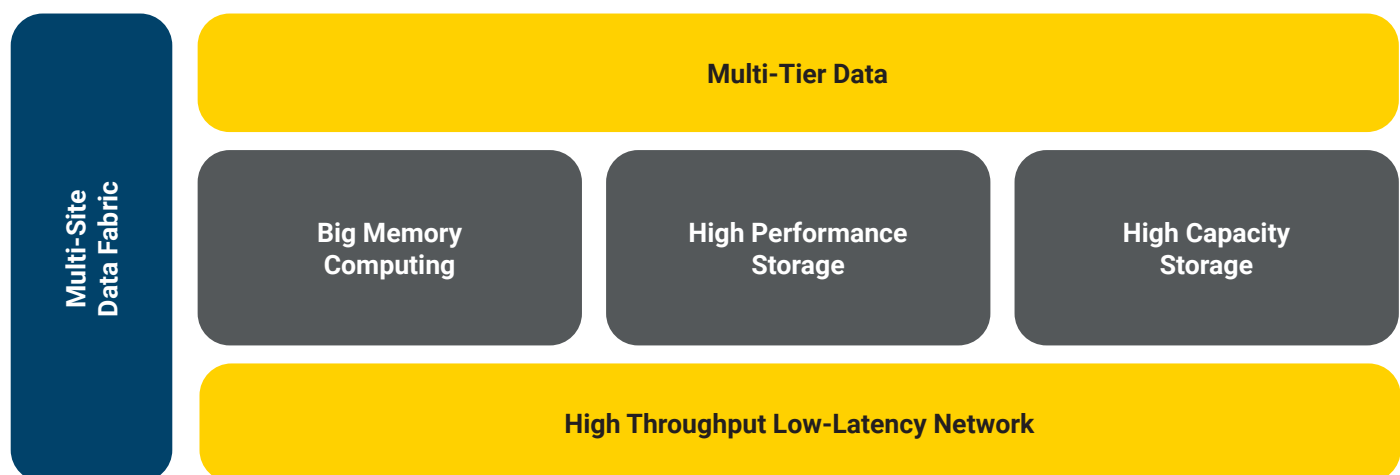 Multi-Site
Data Fabric
Multi-Tier Data
Big Memory
Computing
High Performance
Storage
High Capacity
Storage
High Throughput Low-Latency Network